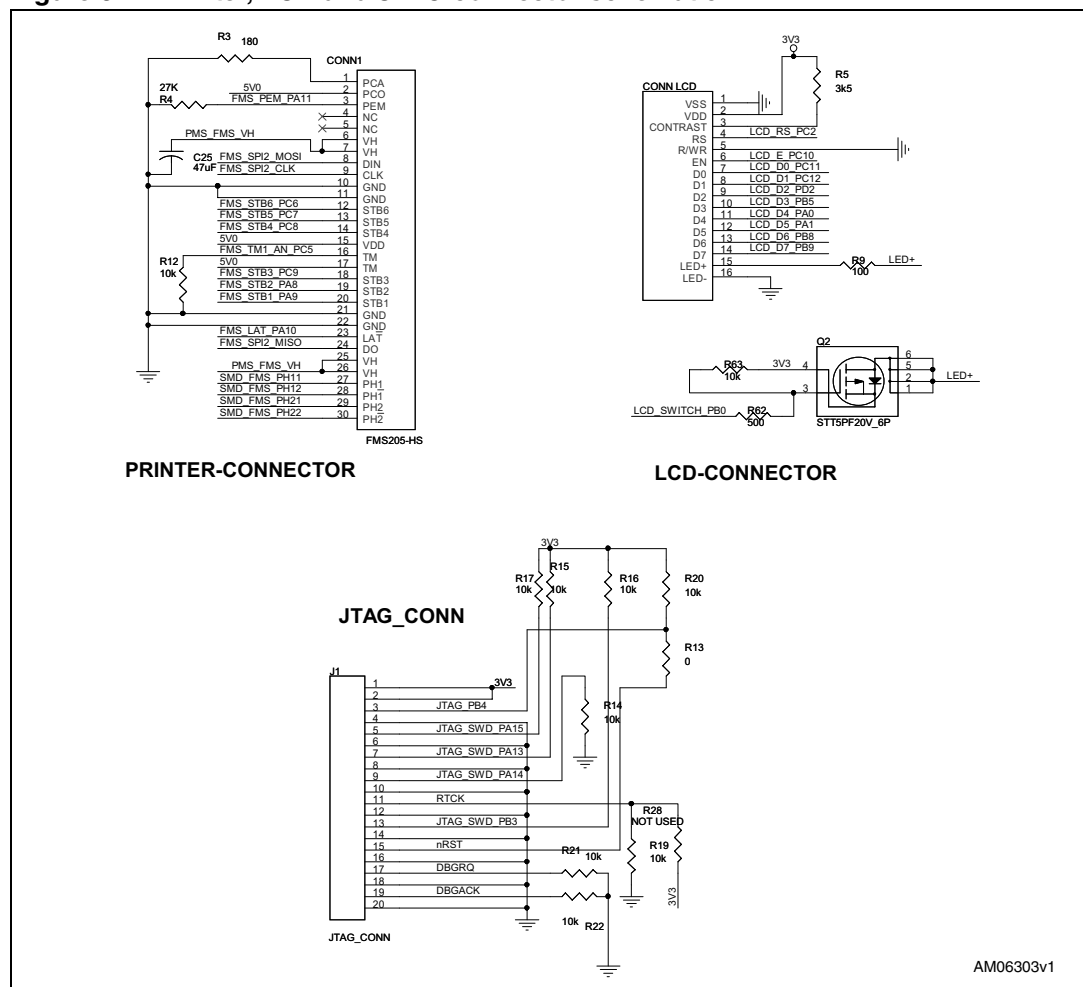 R3 180
CONN1
1 PCA
5V0 2 PCO
27K
R4 FMS_PEM_PA11 3 PEM
4 NC
5 NC
PMS_FMS_VH 6 VH
7 VH
C25 FMS_SPI2_MOSI 8 DIN
47uF FMS_SPI2_CLK 9 CLK
10 GND
11 GND
FMS_STB6_PC6 12 STB6
FMS_STB5_PC7 13 STB5
FMS_STB4_PC8 14 STB4
5V0 15 VDD
FMS_TM1_AN_PC5 16 TM
R12 5V0 17 TM
10k FMS_STB3_PC9 18 STB3
FMS_STB2_PA8 19 STB2
FMS_STB1_PA9 20 STB1
21 GND
22 GND
FMS_LAT_PA10 23 LAT
FMS_SPI2_MISO 24 DO
25 VH
PMS_FMS_VH 26 VH
SMD_FMS_PH11 27 PH1
SMD_FMS_PH12 28 PH1
SMD_FMS_PH21 29 PH2
SMD_FMS_PH22 30 PH2
FMS205-HS
PRINTER-CONNECTOR
3V3
R5
3k5
CONN LCD
VSS 1
VDD 2
CONTRAST 3
RS 4 LCD_RS_PC2
R/WR 5
EN 6 LCD_E_PC10
D0 7 LCD_D0_PC11
D1 8 LCD_D1_PC12
D2 9 LCD_D2_PD2
D3 10 LCD_D3_PB5
D4 11 LCD_D4_PA0
D5 12 LCD_D5_PA1
D6 13 LCD_D6_PB8
D7 14 LCD_D7_PB9
LED+ 15 R9 LED+
100
LED- 16
Q2
R63 3V3 4 6
10k 5
2 LED+
3 1
LCD_SWITCH_PB0 R62
500
STT5PF20V_6P
LCD-CONNECTOR
3V3
R17 R15 R16 R20
10k 10k 10k 10k
JTAG_CONN
R13
0
J1
1 3V3
2
3 JTAG_PB4
R14
10k
4
5 JTAG_SWD_PA15
6
7 JTAG_SWD_PA13
8
9 JTAG_SWD_PA14
10
11 RTCK
12
13 JTAG_SWD_PB3
14
15 nRST
16
17 DBGRQ
18
19 DBGACK
20
R28
NOT USED
R19
10k
3V3
R21 10k
10k R22
JTAG_CONN
AM06303v1